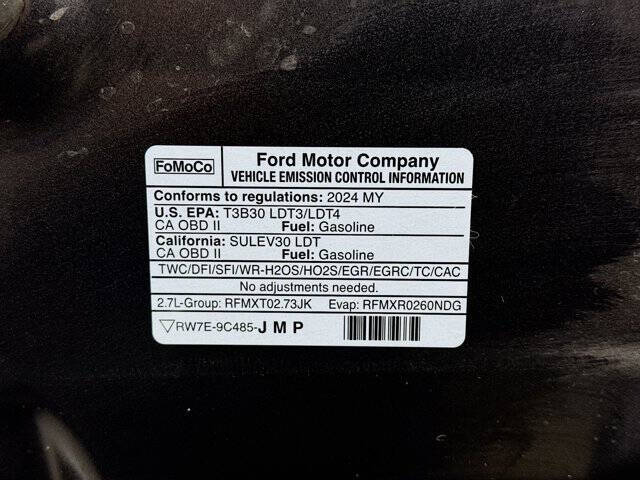 FoMoCo
Ford Motor Company
VEHICLE EMISSION CONTROL INFORMATION
Conforms to regulations: 2024 MY
U.S. EPA: T3B30 LDT3/LDT4
CA OBD II Fuel: Gasoline
California: SULEV30 LDT
CA OBD II Fuel: Gasoline
TWC/DFI/SFI/WR-H2OS/HO2S/EGR/EGRC/TC/CAC
No adjustments needed.
2.7L-Group: RFMXT02.73JK Evap: RFMXR0260NDG
RW7E-9C485-JMP